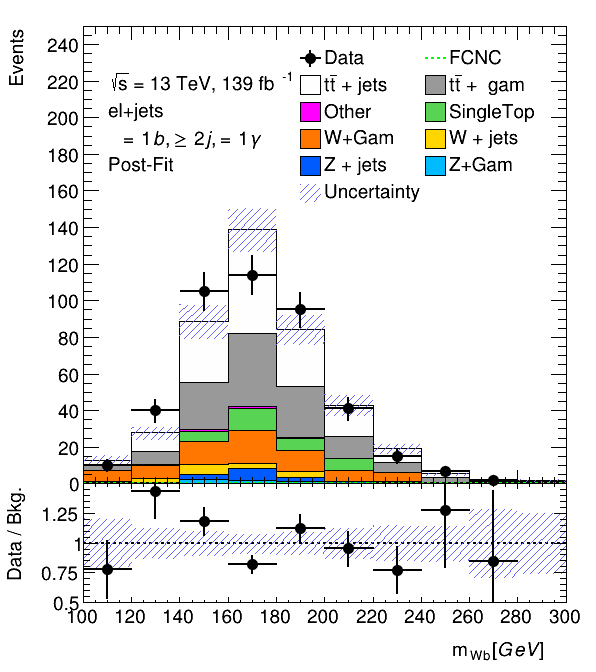 Events
240
220
200
180
160
140
120
100
80
60
40
20
0
√s = 13 TeV, 139 fb⁻¹
el+jets
= 1b, ≥ 2j, = 1γ
Post-Fit
Data
FCNC
tt̄ + jets
tt̄ + gam
Other
SingleTop
W+Gam
W + jets
Z + jets
Z+Gam
Uncertainty
Data / Bkg.
1.25
1
0.75
0.5
100 120 140 160 180 200 220 240 260 280 300
m_Wb[GeV]